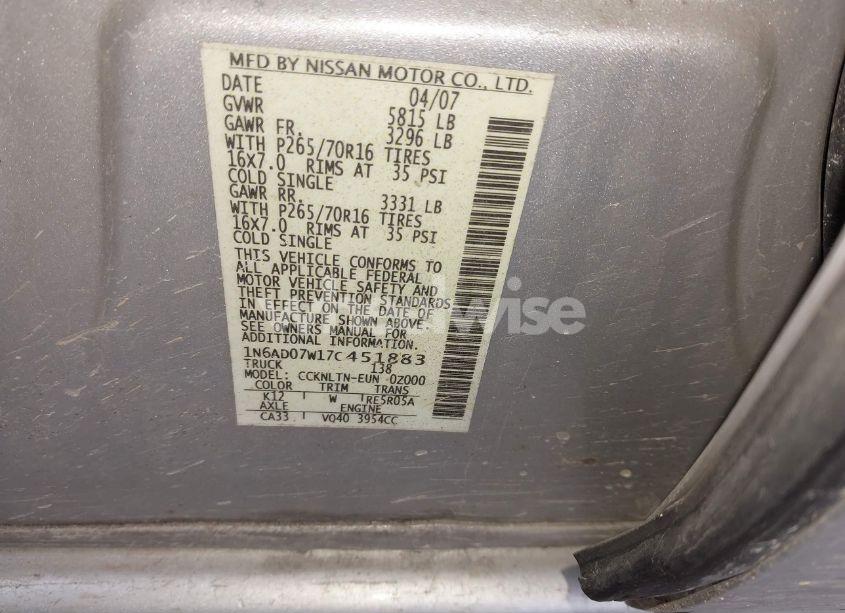 MFD BY NISSAN MOTOR CO., LTD.
DATE 04/07
GVWR 5815 LB
GAWR FR. 3296 LB
WITH P265/70R16 TIRES
16X7.0 RIMS AT 35 PSI
COLD SINGLE
GAWR RR. 3331 LB
WITH P265/70R16 TIRES
16X7.0 RIMS AT 35 PSI
COLD SINGLE
THIS VEHICLE CONFORMS TO
ALL APPLICABLE FEDERAL
MOTOR VEHICLE SAFETY AND
THEFT PREVENTION STANDARDS
IN EFFECT ON THE DATE OF
MANUFACTURE SHOWN ABOVE.
SEE OWNERS MANUAL FOR
ADDITIONAL INFORMATION
1N6AD07W17C451883
TRUCK 138
MODEL: CCKNLTN-EUN 0Z000
COLOR TRIM TRANS
K12 W RE5R05A
AXLE ENGINE
CA33 VQ40 3954CC
wise